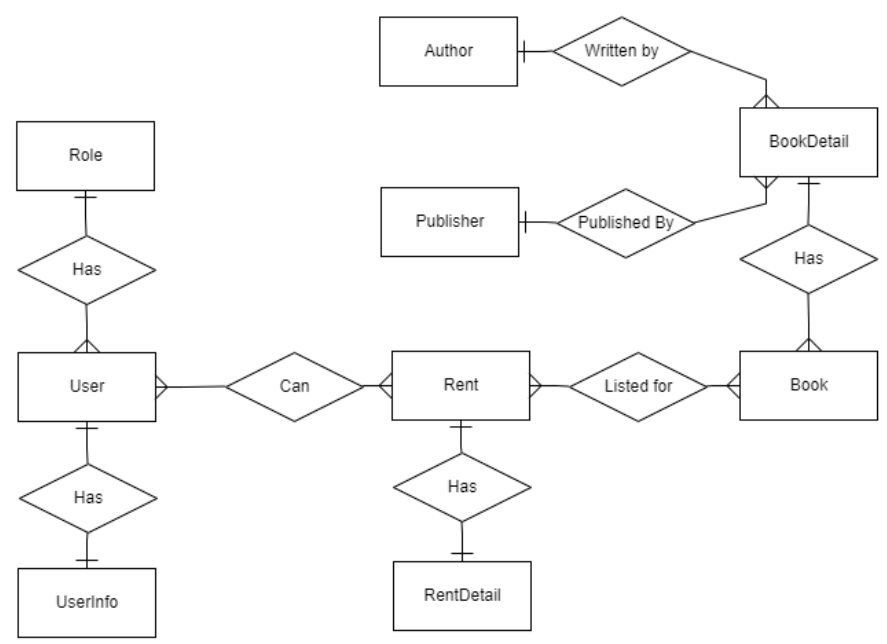 Author
Written by
BookDetail
Role
Publisher
Published By
Has
Has
User
Can
Rent
Listed for
Book
Has
Has
UserInfo
RentDetail